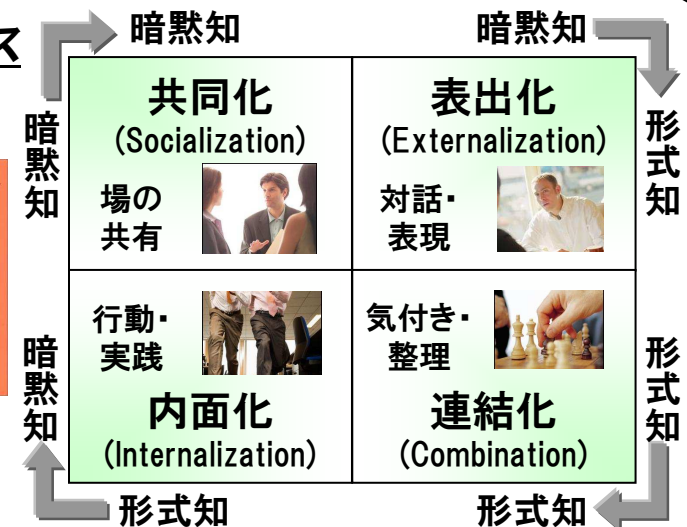 ス
暗黙知
暗黙知
暗黙知
共同化
(Socialization)
場の
共有
表出化
(Externalization)
対話・
表現
形式知
暗黙知
行動・
実践
内面化
(Internalization)
気付き・
整理
連結化
(Combination)
形式知
形式知
形式知